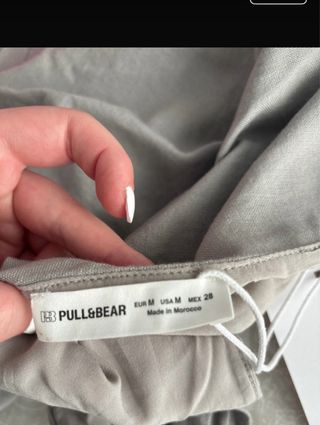 PULL&BEAR
EUR M USA M MEX 28
Made in Morocco